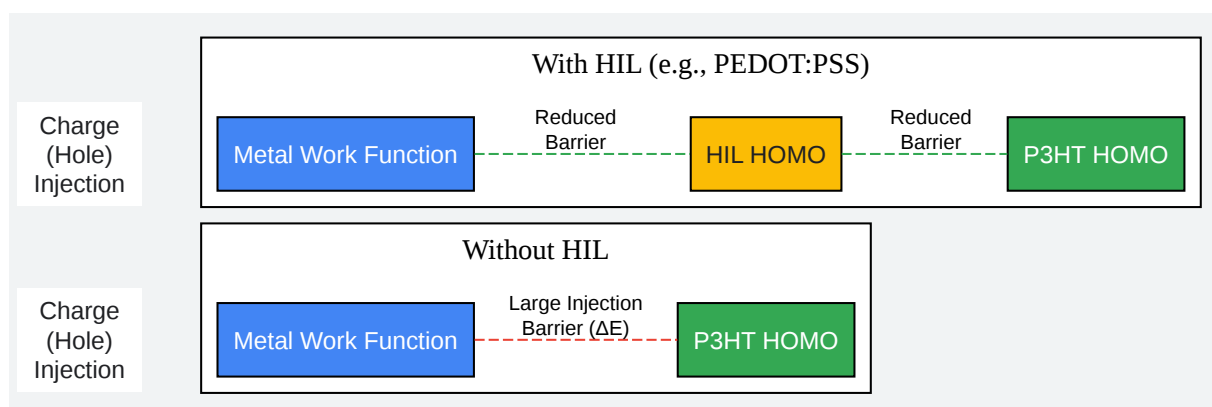 With HIL (e.g., PEDOT:PSS)
Charge
(Hole)
Injection
Metal Work Function
Reduced
Barrier
HIL HOMO
Reduced
Barrier
P3HT HOMO
Without HIL
Charge
(Hole)
Injection
Metal Work Function
Large Injection
Barrier (ΔE)
P3HT HOMO